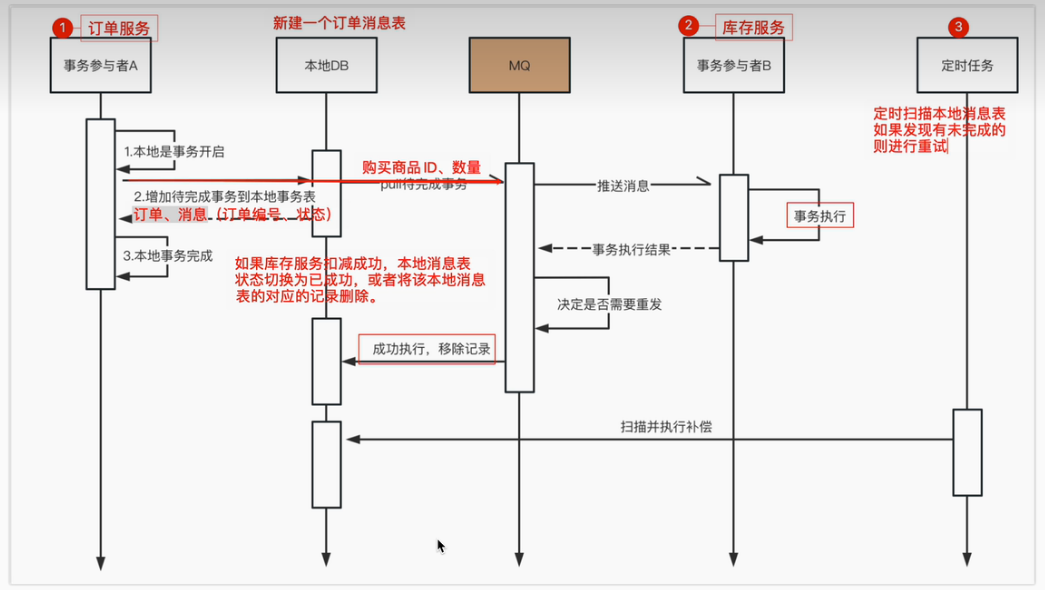 1 订单服务
新建一个订单消息表
2 库存服务
3
事务参与者A
本地DB
MQ
事务参与者B
定时任务
定时扫描本地消息表
如果发现有未完成的
则进行重试
1.本地是事务开启
购买商品ID、数量
pull待完成事务
推送消息
2.增加待完成事务到本地事务表
订单、消息（订单编号、状态）
事务执行
3.本地事务完成
事务执行结果
如果库存服务扣减成功，本地消息表
状态切换为已成功，或者将该本地消息
表的对应的记录删除。
决定是否需要重发
成功执行，移除记录
扫描并执行补偿